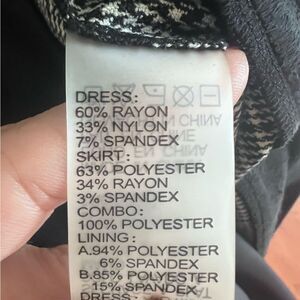 DRESS:
60% RAYON
33% NYLON
7% SPANDEX
SKIRT:
63% POLYESTER
34% RAYON
3% SPANDEX
COMBO:
100% POLYESTER
LINING:
A.94% POLYESTER
6% SPANDEX
B.85% POLYESTER
15% SPANDEX
DRESS: